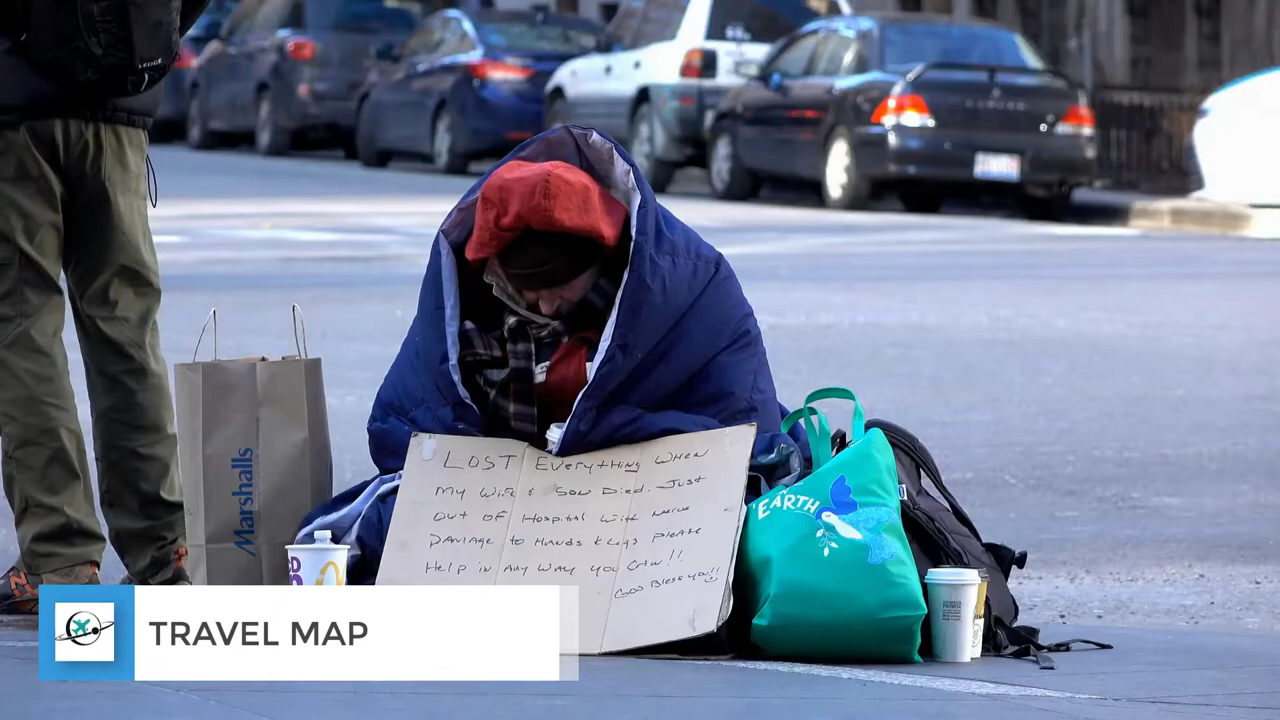 LEDGE
Marshalls
LOST EVERYTHING WHEN
MY WIFE & SON DIED. JUST
OUT OF HOSPITAL WITH NERVE
DAMAGE TO HANDS & LEGS PLEASE
HELP IN ANY WAY YOU CAN!!
GOD BLESS YOU!!
EARTH
TRAVEL MAP